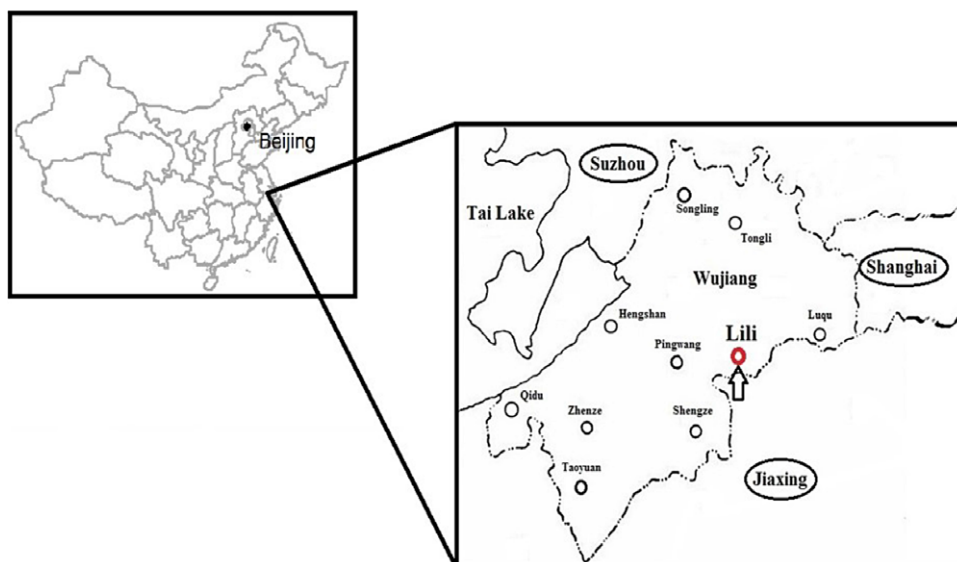 Beijing
Suzhou
Songling
Tai Lake
Tongli
Shanghai
Wujiang
Hengshan
Luqu
Lili
Pingwang
Qidu
Zhenze
Shengze
Taoyuan
Jiaxing